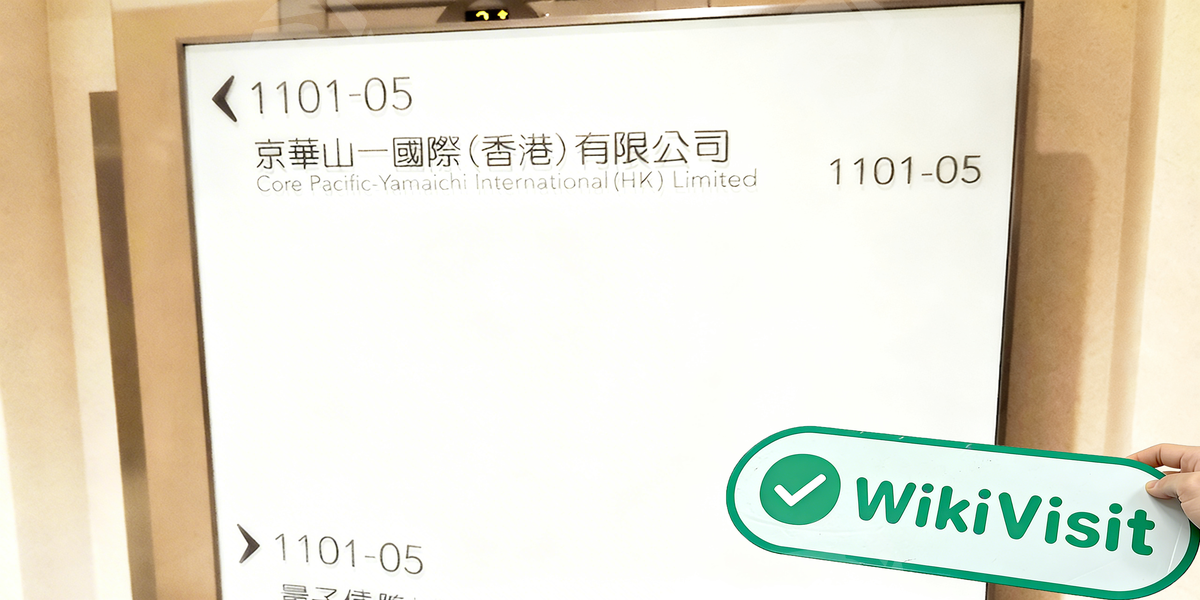 1101-05
京華山一國際(香港)有限公司
Core Pacific-Yamaichi International (HK) Limited
1101-05
1101-05
WikiVisit